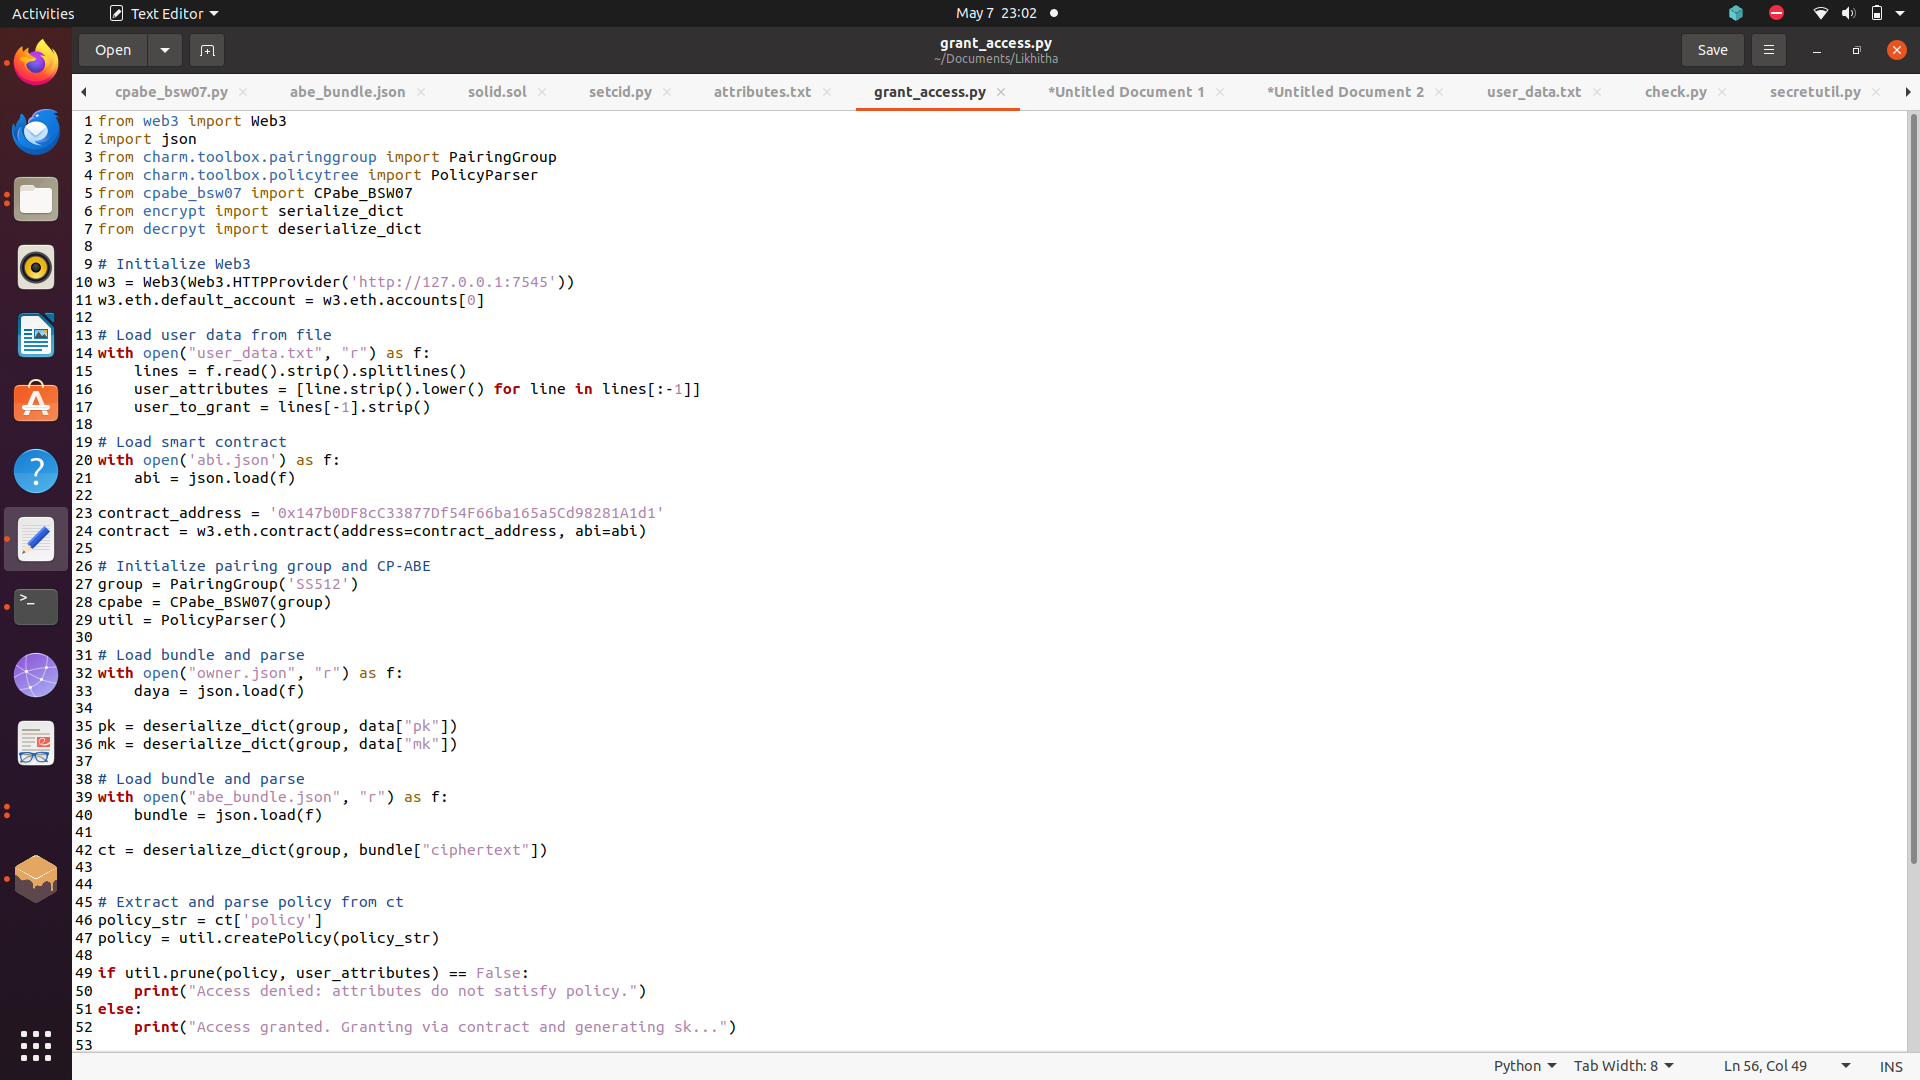 Activities
Text Editor
May 7 23:02
Open
grant_access.py
~/Documents/Likhitha
Save
cpabe_bsw07.py
abe_bundle.json
solid.sol
setcid.py
attributes.txt
grant_access.py
*Untitled Document 1
*Untitled Document 2
user_data.txt
check.py
secretutil.py
1 from web3 import Web3
2 import json
3 from charm.toolbox.pairinggroup import PairingGroup
4 from charm.toolbox.policytree import PolicyParser
5 from cpabe_bsw07 import CPabe_BSW07
6 from encrypt import serialize_dict
7 from decrpyt import deserialize_dict
8
9 # Initialize Web3
10 w3 = Web3(Web3.HTTPProvider('http://127.0.0.1:7545'))
11 w3.eth.default_account = w3.eth.accounts[0]
12
13 # Load user data from file
14 with open("user_data.txt", "r") as f:
15     lines = f.read().strip().splitlines()
16     user_attributes = [line.strip().lower() for line in lines[:-1]]
17     user_to_grant = lines[-1].strip()
18
19 # Load smart contract
20 with open('abi.json') as f:
21     abi = json.load(f)
22
23 contract_address = '0x147b0DF8cC33877Df54F66ba165a5Cd98281A1d1'
24 contract = w3.eth.contract(address=contract_address, abi=abi)
25
26 # Initialize pairing group and CP-ABE
27 group = PairingGroup('SS512')
28 cpabe = CPabe_BSW07(group)
29 util = PolicyParser()
30
31 # Load bundle and parse
32 with open("owner.json", "r") as f:
33     daya = json.load(f)
34
35 pk = deserialize_dict(group, data["pk"])
36 mk = deserialize_dict(group, data["mk"])
37
38 # Load bundle and parse
39 with open("abe_bundle.json", "r") as f:
40     bundle = json.load(f)
41
42 ct = deserialize_dict(group, bundle["ciphertext"])
43
44
45 # Extract and parse policy from ct
46 policy_str = ct['policy']
47 policy = util.createPolicy(policy_str)
48
49 if util.prune(policy, user_attributes) == False:
50     print("Access denied: attributes do not satisfy policy.")
51 else:
52     print("Access granted. Granting via contract and generating sk...")
53
Python
Tab Width: 8
Ln 56, Col 49
INS